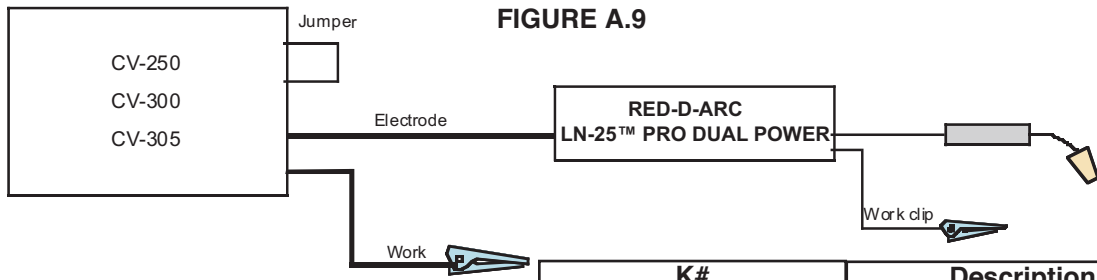 FIGURE A.9
Jumper
CV-250
CV-300
CV-305
Electrode
RED-D-ARC
LN-25™ PRO DUAL POWER
Work clip
Work
K#
Description